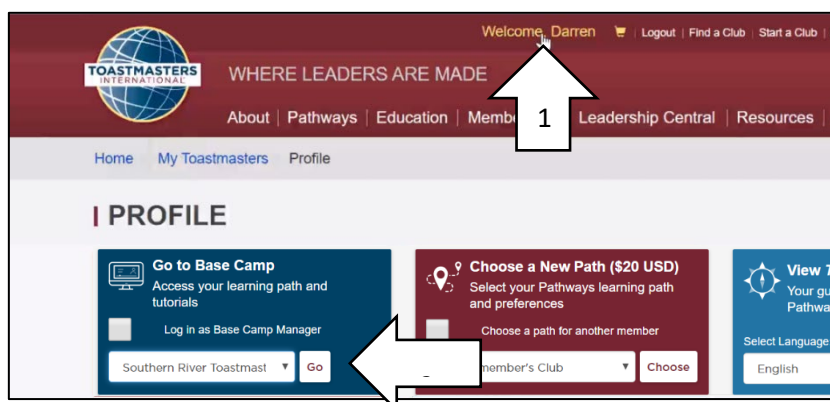 Welcome, Darren | Logout | Find a Club | Start a Club |
TOASTMASTERS
INTERNATIONAL
WHERE LEADERS ARE MADE
About | Pathways | Education | Memb 1 Leadership Central | Resources |
Home My Toastmasters Profile
| PROFILE
Go to Base Camp
Access your learning path and
tutorials
Log in as Base Camp Manager
Southern River Toastmast Go
Choose a New Path ($20 USD)
Select your Pathways learning path
and preferences
Choose a path for another member
member's Club Choose
View
Your gu
Pathwa
Select Language
English